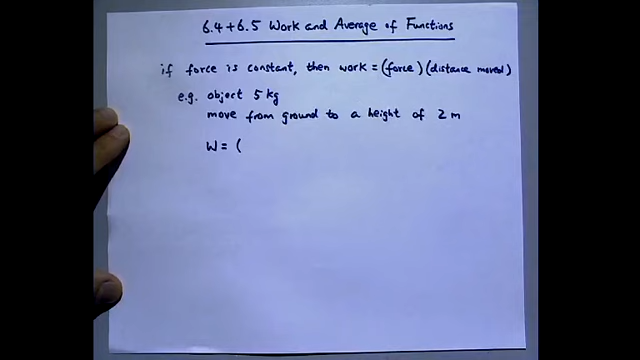 6.4+6.5 Work and Average of Functions
if force is constant, then work = (force)(distance moved)
e.g. object 5 kg
move from ground to a height of 2 m
W = (